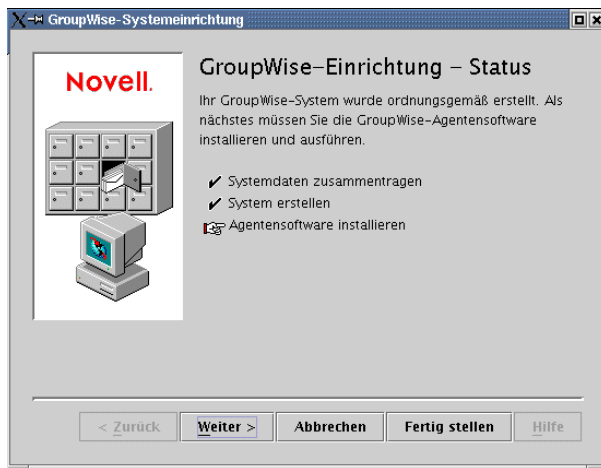 GroupWise-Systemeinrichtung
Novell.
GroupWise-Einrichtung - Status
Ihr GroupWise-System wurde ordnungsgemäß erstellt. Als
nächstes müssen Sie die GroupWise-Agentensoftware
installieren und ausführen.
Systemdaten zusammentragen
System erstellen
Agentensoftware installieren
< Zurück
Weiter >
Abbrechen
Fertig stellen
Hilfe